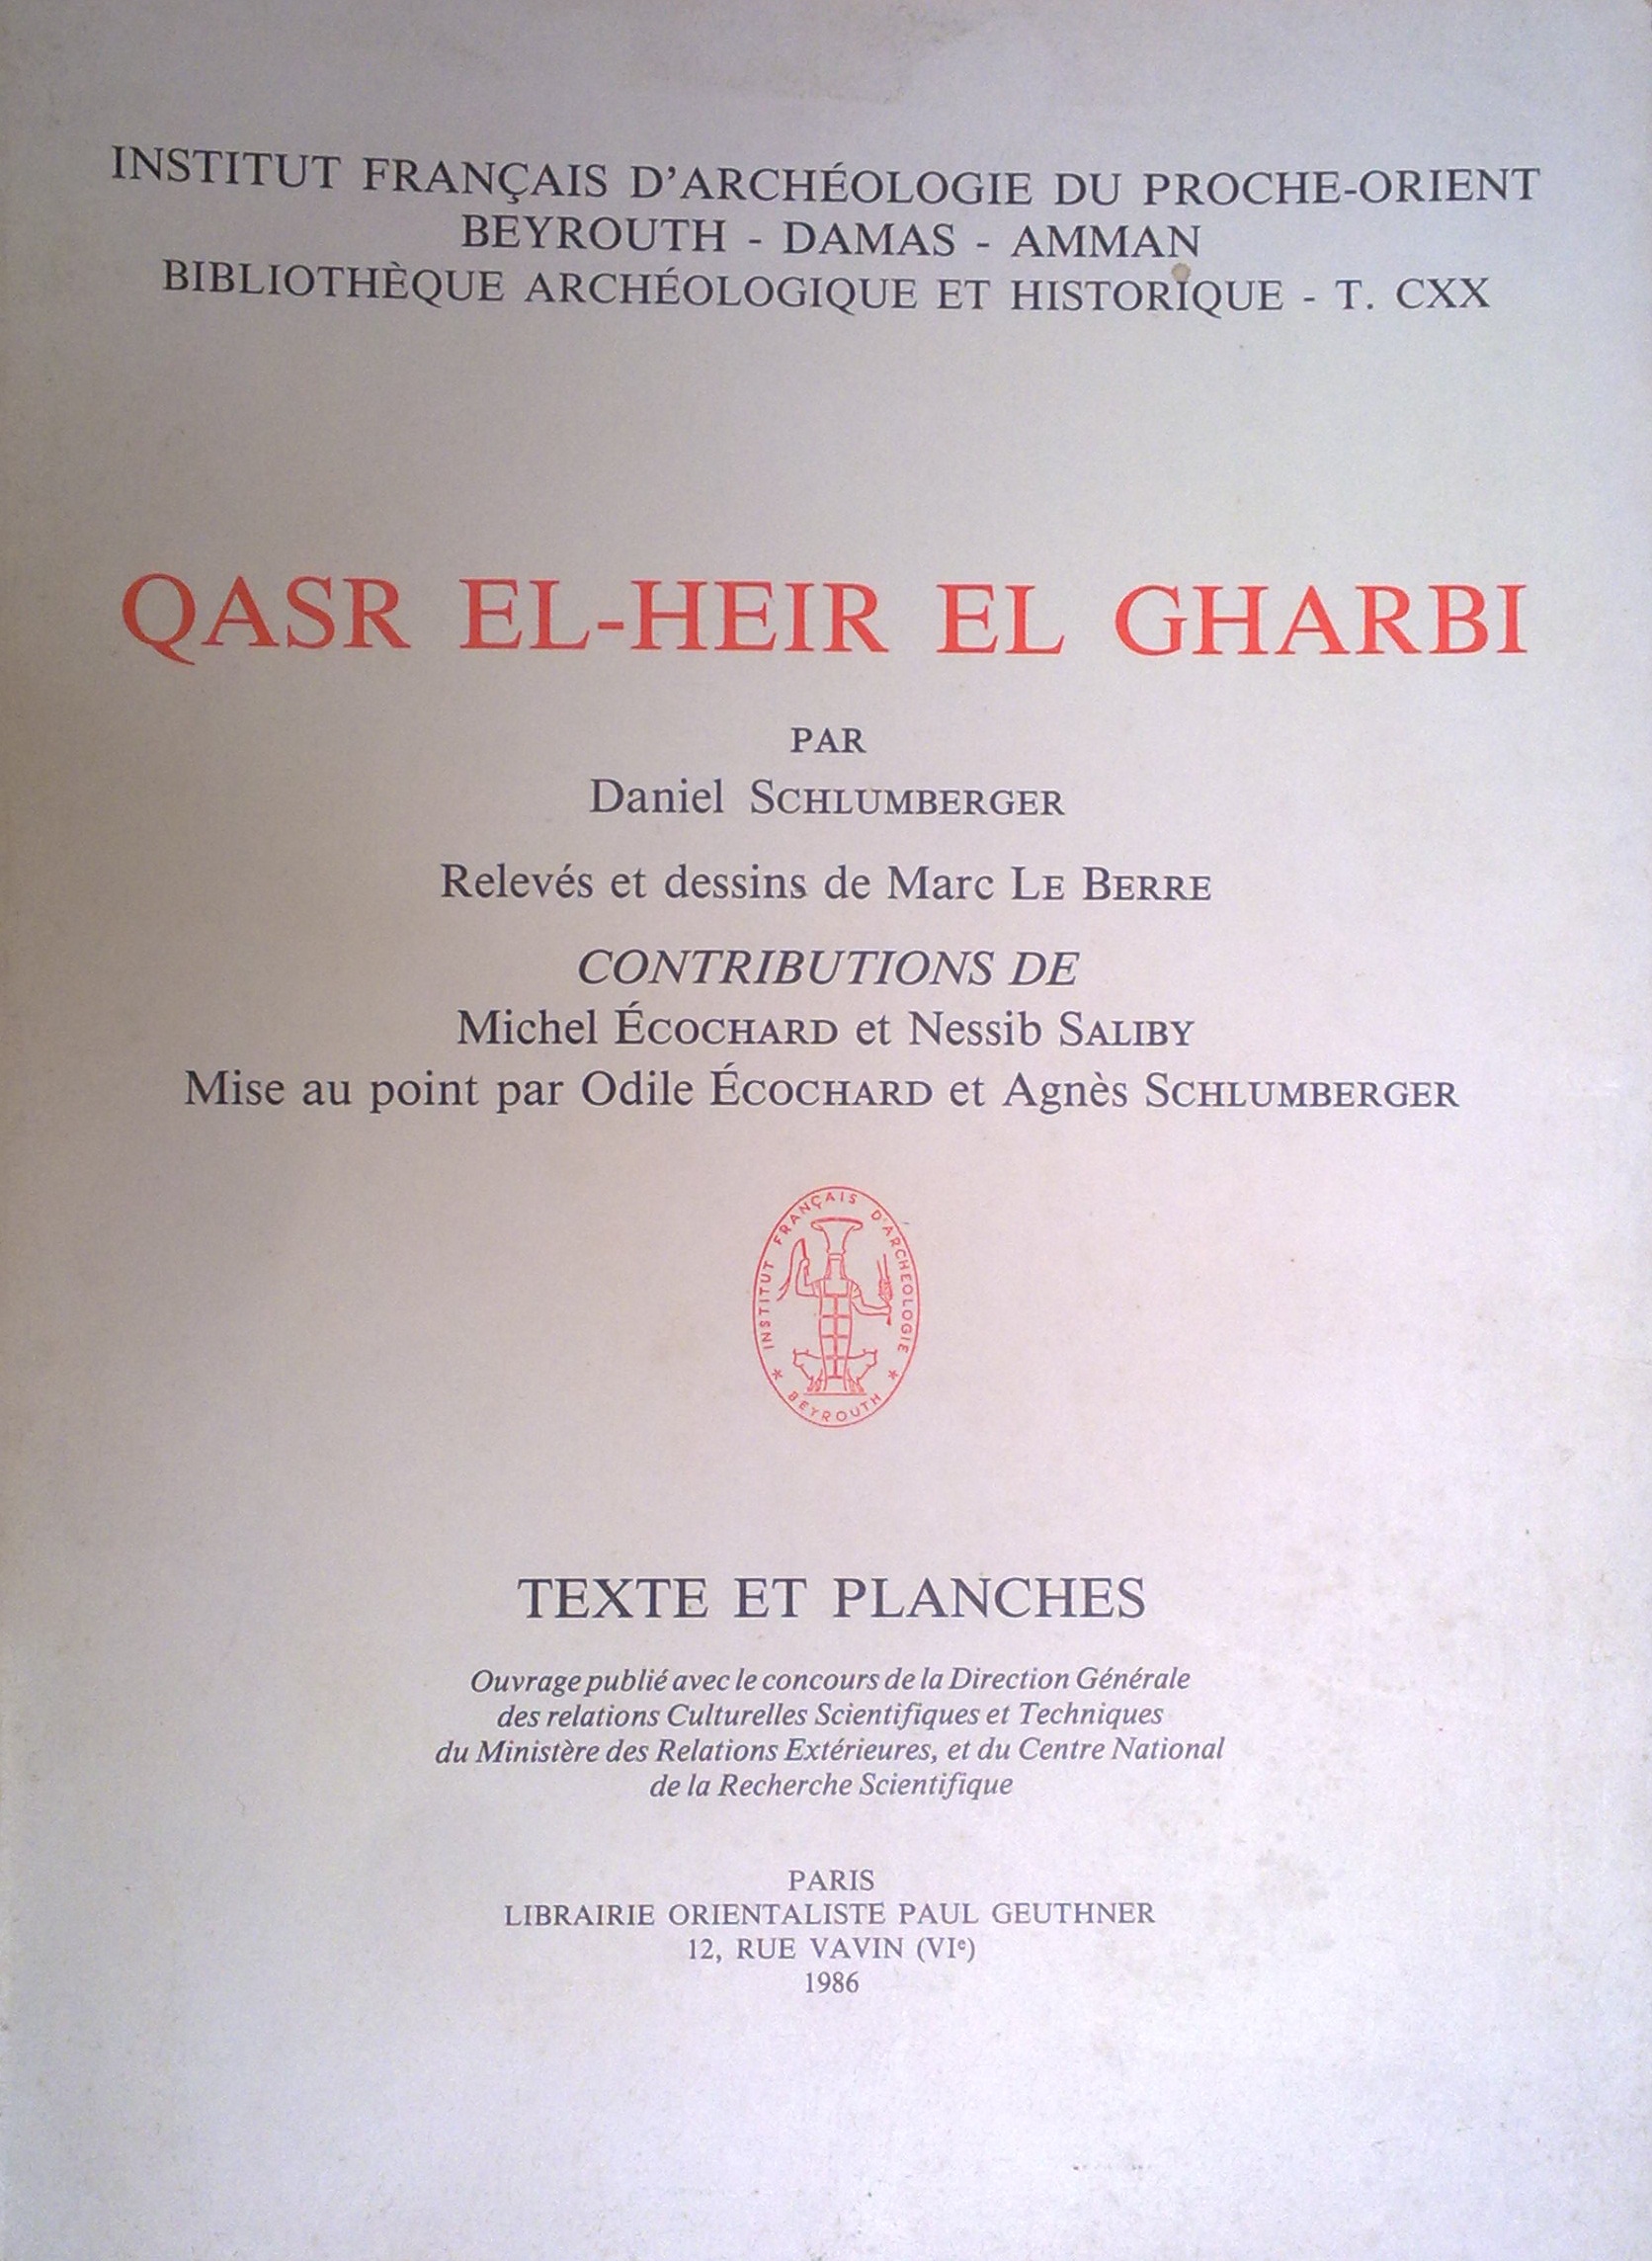 INSTITUT FRANÇAIS D'ARCHÉOLOGIE DU PROCHE-ORIENT
BEYROUTH - DAMAS - AMMAN
BIBLIOTHÈQUE ARCHÉOLOGIQUE ET HISTORIQUE - T. CXX
QASR EL-HEIR EL GHARBI
PAR
Daniel SCHLUMBERGER
Relevés et dessins de Marc LE BERRE
CONTRIBUTIONS DE
Michel ÉCOCHARD et Nessib SALIBY
Mise au point par Odile ÉCOCHARD et Agnès SCHLUMBERGER
INSTITUT FRANÇAIS D'ARCHEOLOGIE
* BEYROUTH *
TEXTE ET PLANCHES
Ouvrage publié avec le concours de la Direction Générale
des relations Culturelles Scientifiques et Techniques
du Ministère des Relations Extérieures, et du Centre National
de la Recherche Scientifique
PARIS
LIBRAIRIE ORIENTALISTE PAUL GEUTHNER
12, RUE VAVIN (VIe)
1986